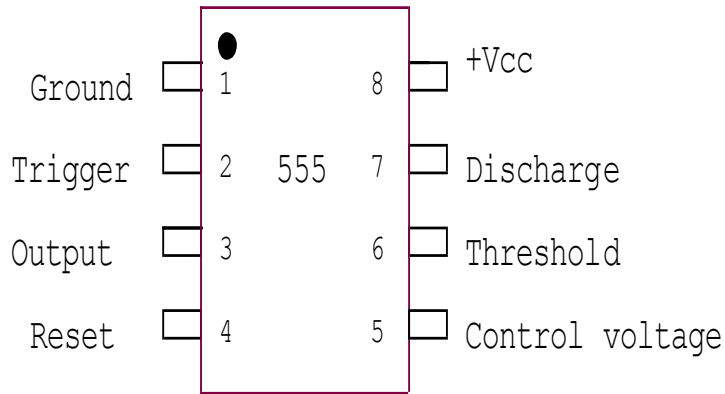 Ground 1 8 +Vcc
Trigger 2 555 7 Discharge
Output 3 6 Threshold
Reset 4 5 Control voltage